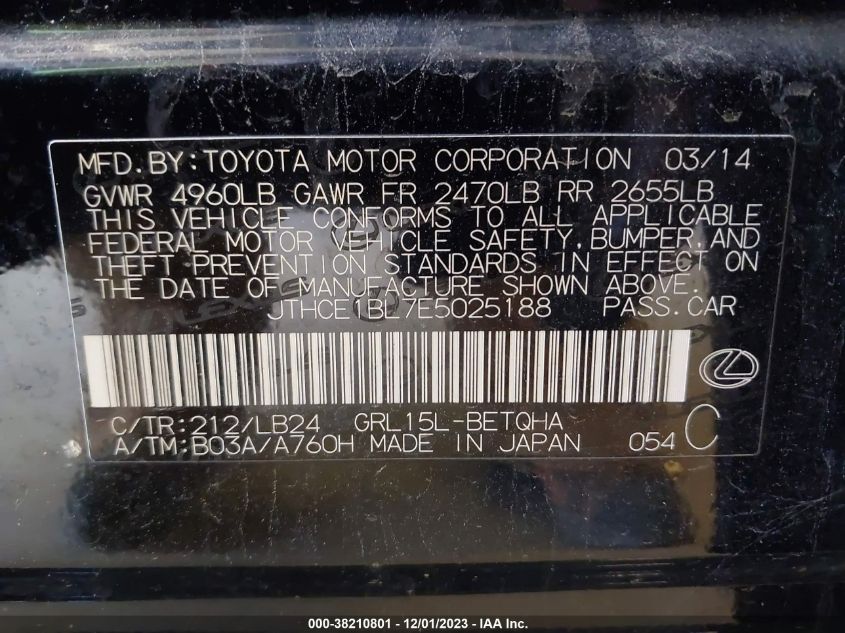 MFD.BY:TOYOTA MOTOR CORPORATION 03/14
GVWR 4960LB GAWR FR 2470LB RR 2655LB
THIS VEHICLE CONFORMS TO ALL APPLICABLE
FEDERAL MOTOR VEHICLE SAFETY,BUMPER,AND
THEFT PREVENTION STANDARDS IN EFFECT ON
THE DATE OF MANUFACTURE SHOWN ABOVE.
JTHCE1BL7E5025188 PASS.CAR
C/TR:212/LB24 GRL15L-BETQHA
A/TM:B03A/A760H MADE IN JAPAN 054 C
000-38210801 - 12/01/2023 - IAA Inc.